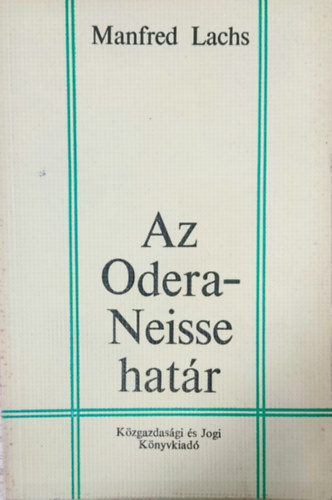 Manfred Lachs
Az
Odera-
Neisse
határ
Közgazdasági és Jogi
Könyvkiadó